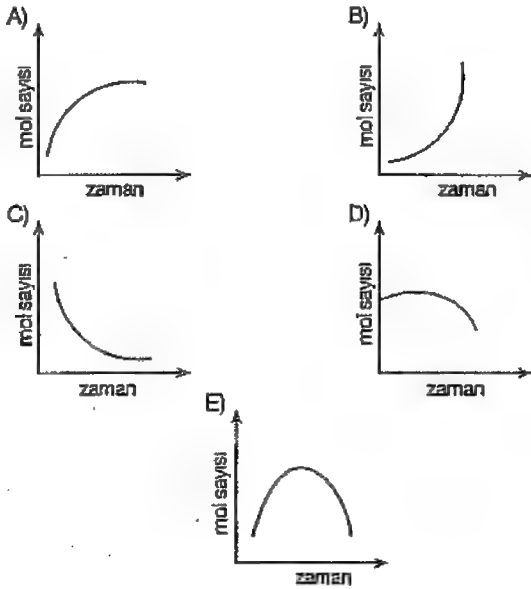 A)
mol sayısı
zaman
B)
mol sayısı
zaman
C)
mol sayısı
zaman
D)
mol sayısı
zaman
E)
mol sayısı
zaman